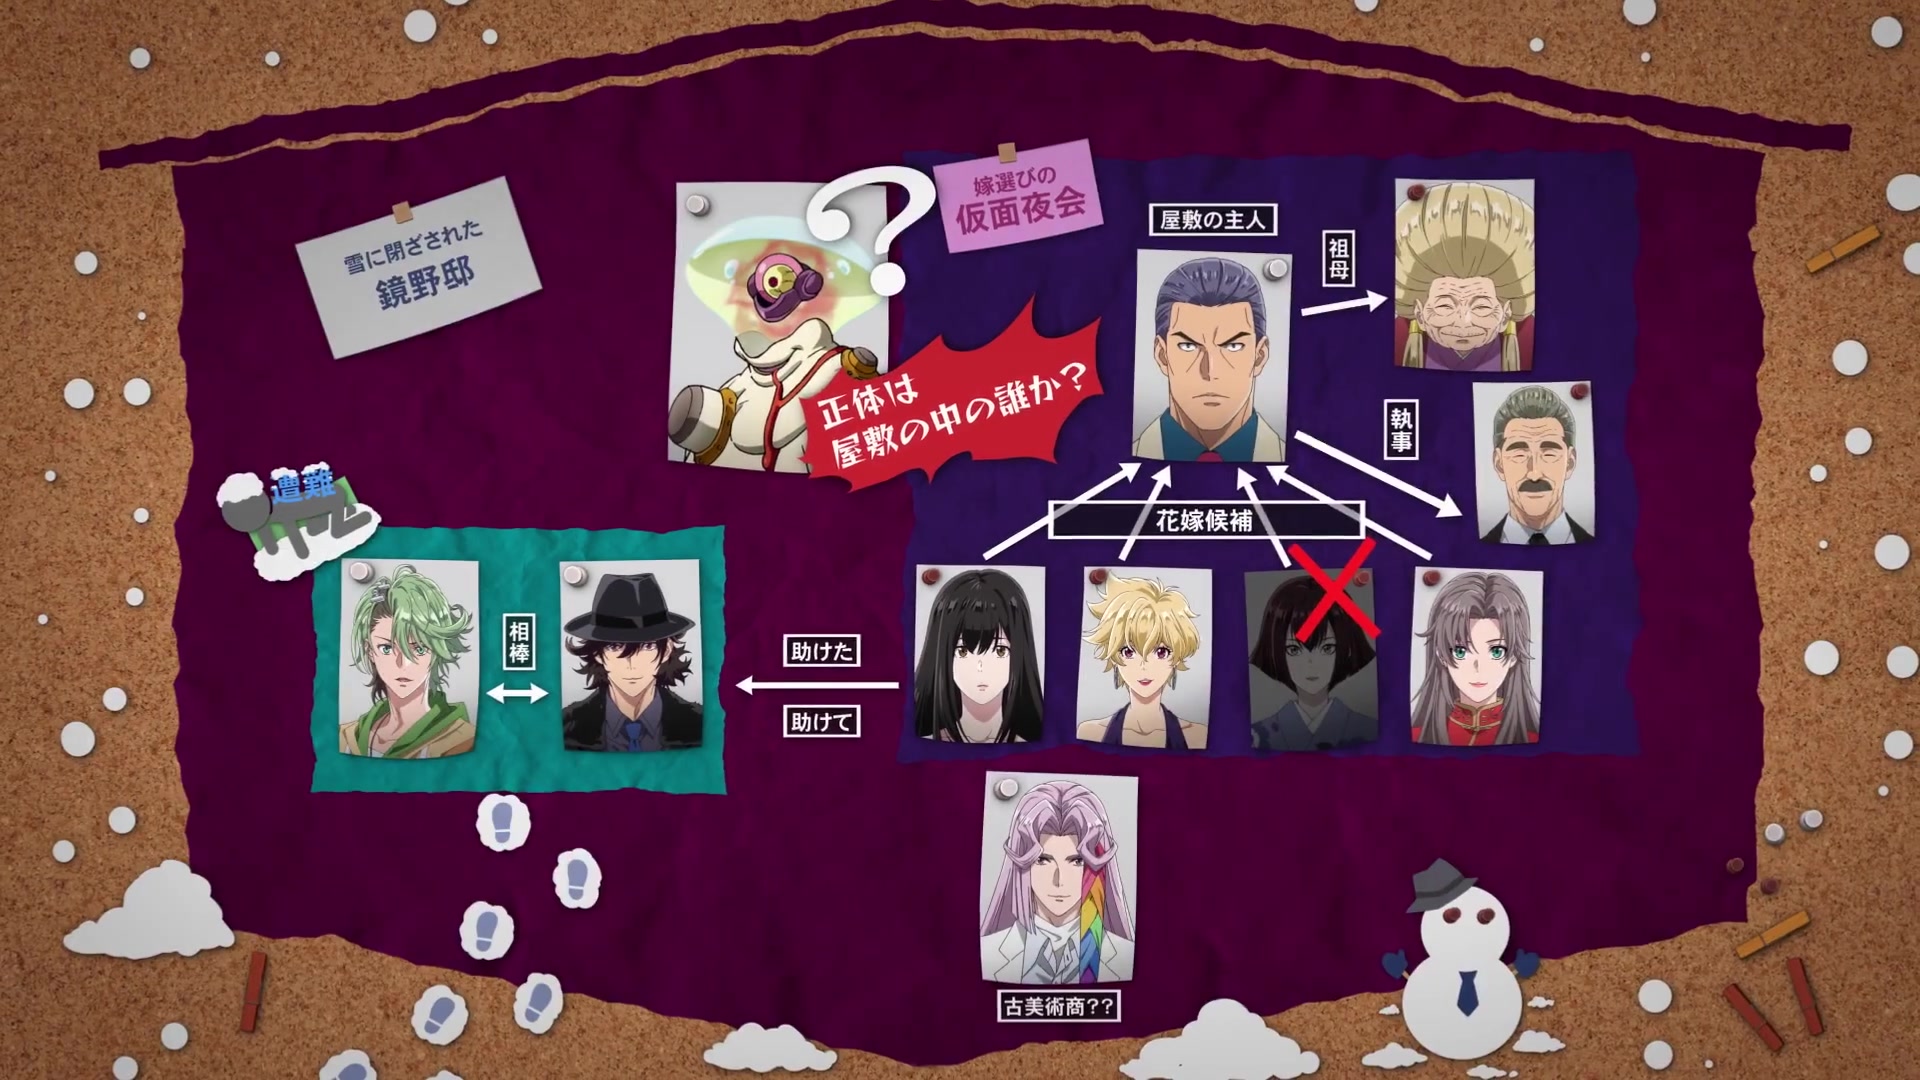 雪に閉ざされた
鏡野邸
嫁選びの
仮面夜会
屋敷の主人
祖母
正体は
屋敷の中の誰か?
執事
遭難
花嫁候補
相棒
助けた
助けて
古美術商??